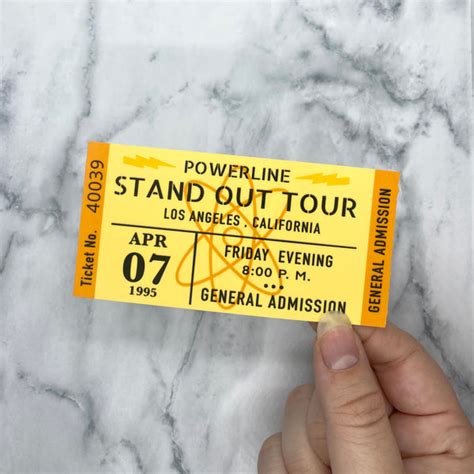 Ticket No. 40039
POWERLINE
STAND OUT TOUR
LOS ANGELES . CALIFORNIA
APR
07
1995
FRIDAY EVENING
8:00 P. M.
...
GENERAL ADMISSION
GENERAL ADMISSION